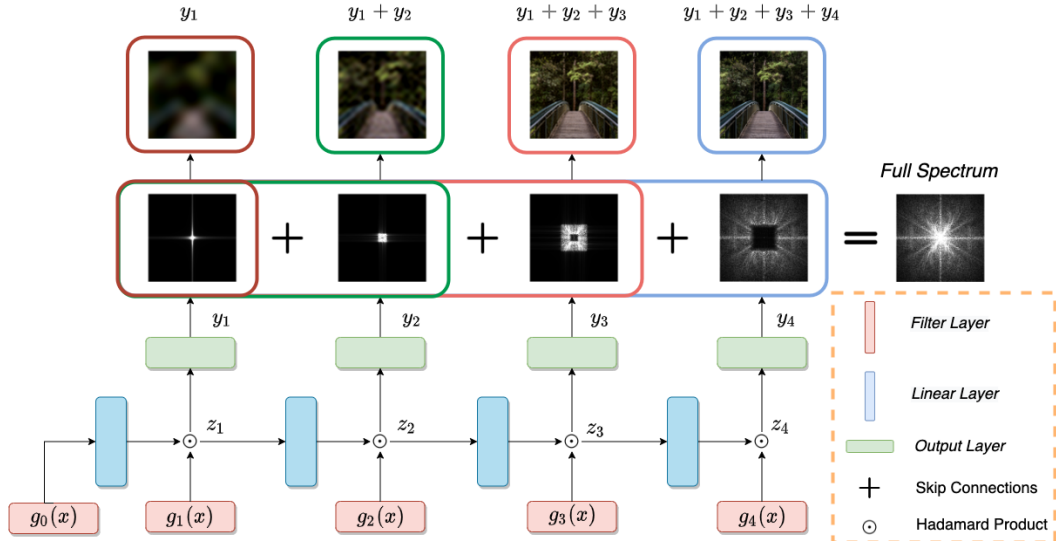 y₁
y₁ + y₂
y₁ + y₂ + y₃
y₁ + y₂ + y₃ + y₄
Full Spectrum
+
+
+
=
y₁
y₂
y₃
y₄
z₁
z₂
z₃
z₄
g₀(x)
g₁(x)
g₂(x)
g₃(x)
g₄(x)
Filter Layer
Linear Layer
Output Layer
+ Skip Connections
⊙ Hadamard Product